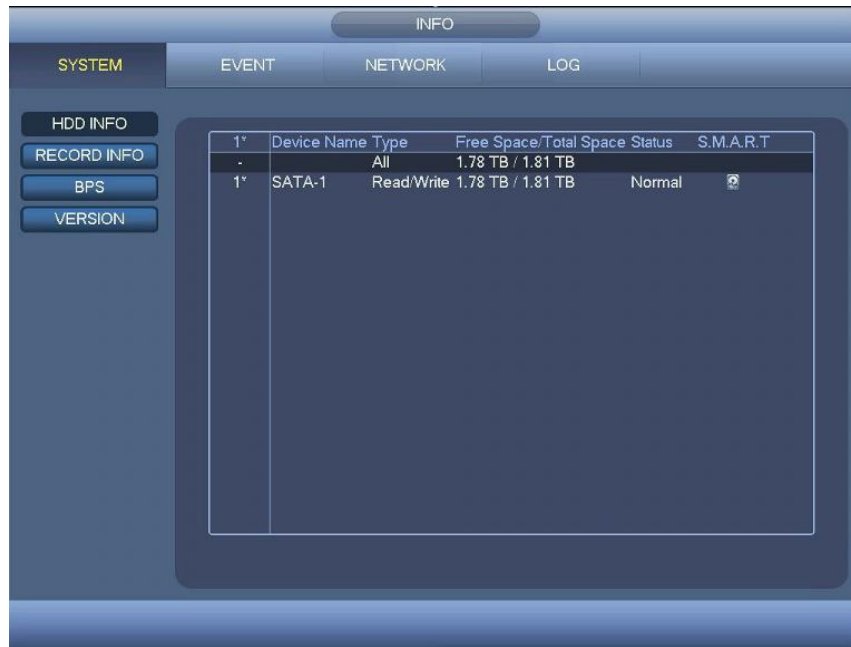 INFO
SYSTEM EVENT NETWORK LOG
HDD INFO
RECORD INFO
BPS
VERSION
1* Device Name Type Free Space/Total Space Status S.M.A.R.T
- All 1.78 TB / 1.81 TB
1* SATA-1 Read/Write 1.78 TB / 1.81 TB Normal